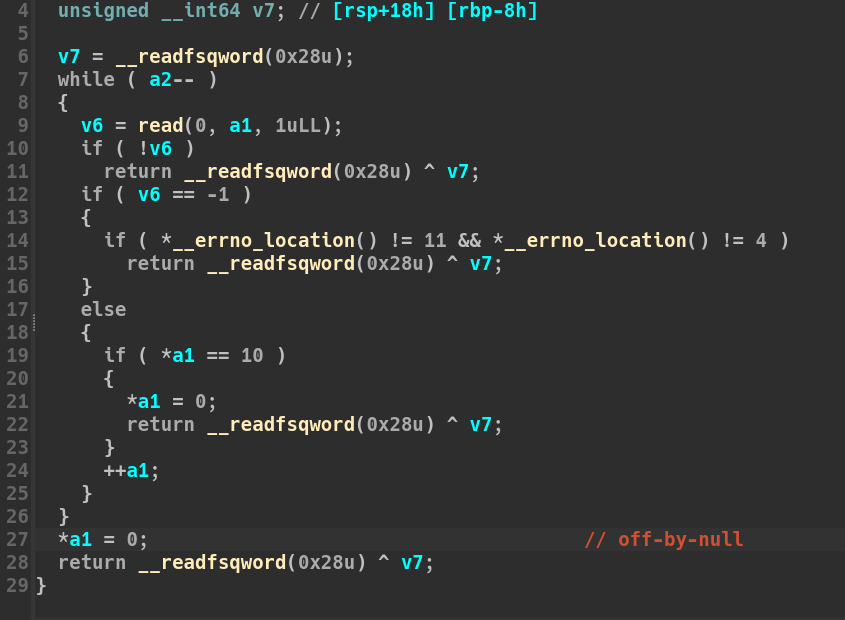 4 unsigned __int64 v7; // [rsp+18h] [rbp-8h]
5
6 v7 = __readfsqword(0x28u);
7 while ( a2-- )
8 {
9 v6 = read(0, a1, 1uLL);
10 if ( !v6 )
11 return __readfsqword(0x28u) ^ v7;
12 if ( v6 == -1 )
13 {
14 if ( *__errno_location() != 11 && *__errno_location() != 4 )
15 return __readfsqword(0x28u) ^ v7;
16 }
17 else
18 {
19 if ( *a1 == 10 )
20 {
21 *a1 = 0;
22 return __readfsqword(0x28u) ^ v7;
23 }
24 ++a1;
25 }
26 }
27 *a1 = 0; // off-by-null
28 return __readfsqword(0x28u) ^ v7;
29 }